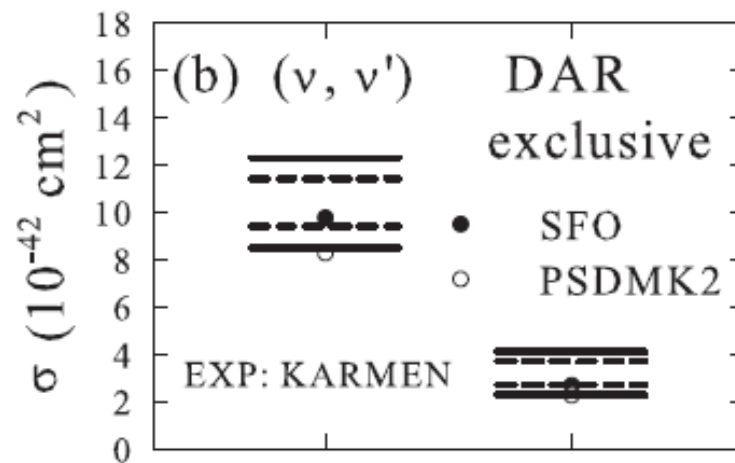 18
16
14
12
10
8
6
4
2
0
σ (10⁻⁴² cm²)
(b) (ν, ν') DAR
exclusive
SFO
PSDMK2
EXP: KARMEN